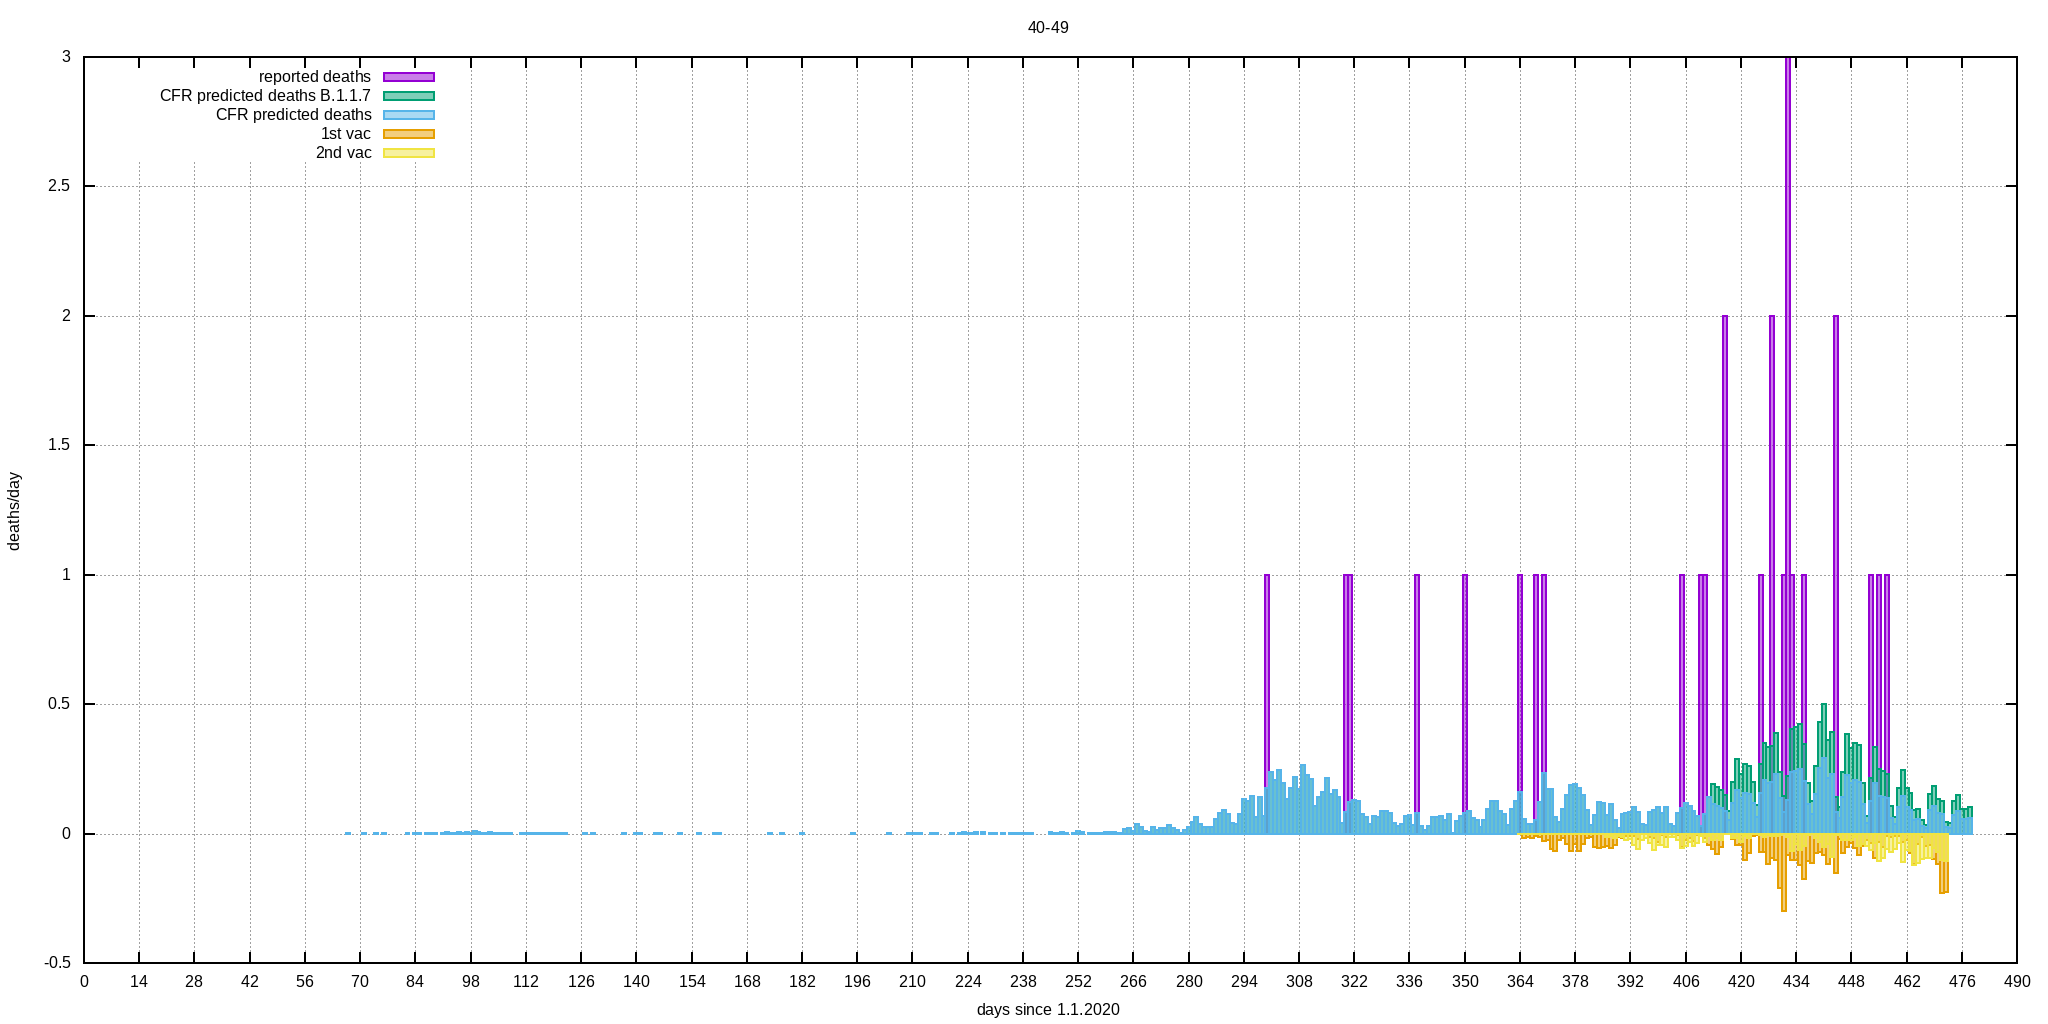 40-49
reported deaths
CFR predicted deaths B.1.1.7
CFR predicted deaths
1st vac
2nd vac
3
2.5
2
1.5
1
0.5
0
-0.5
deaths/day
0 14 28 42 56 70 84 98 112 126 140 154 168 182 196 210 224 238 252 266 280 294 308 322 336 350 364 378 392 406 420 434 448 462 476 490
days since 1.1.2020